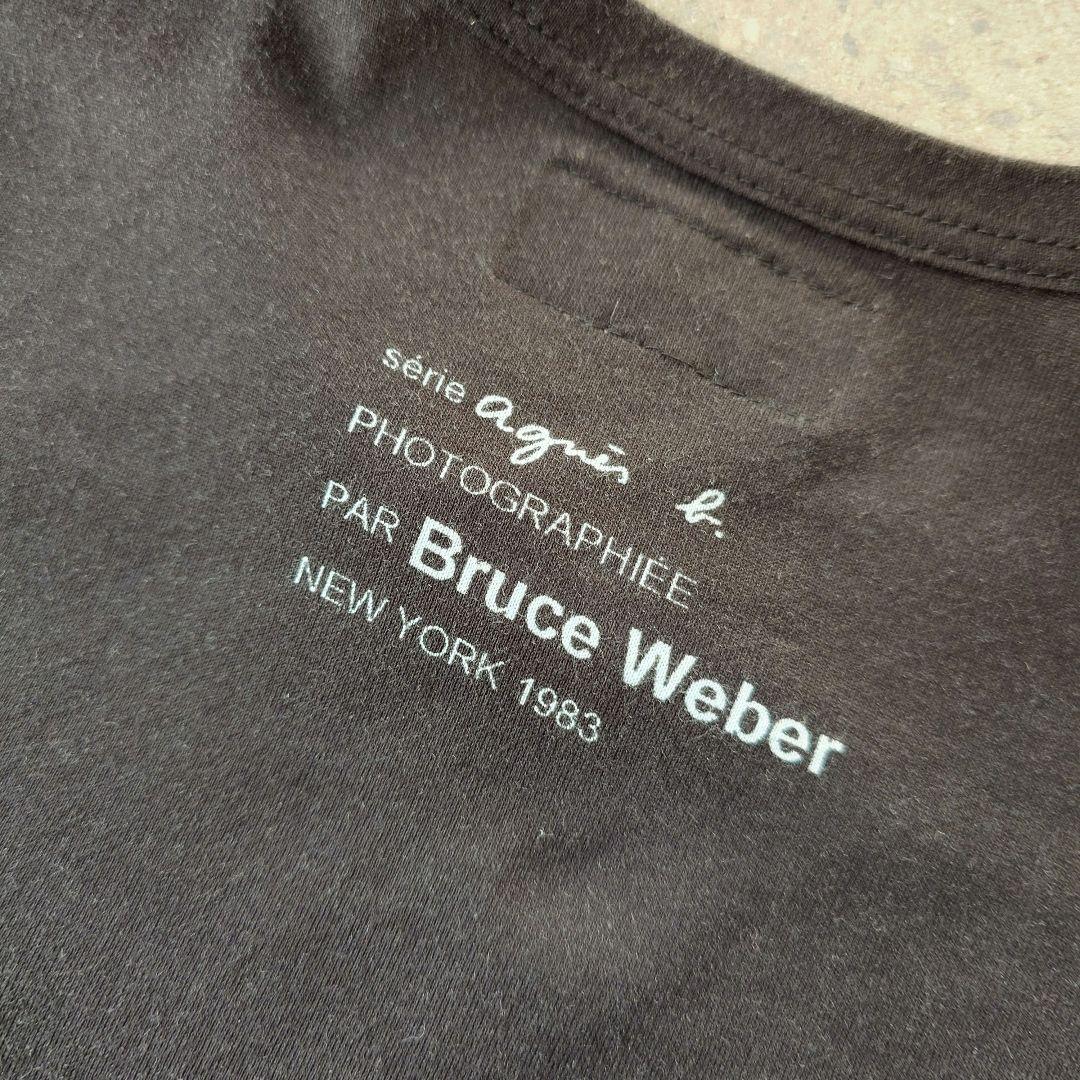 série agnès b.
PHOTOGRAPHIÉE
PAR Bruce Weber
NEW YORK 1983